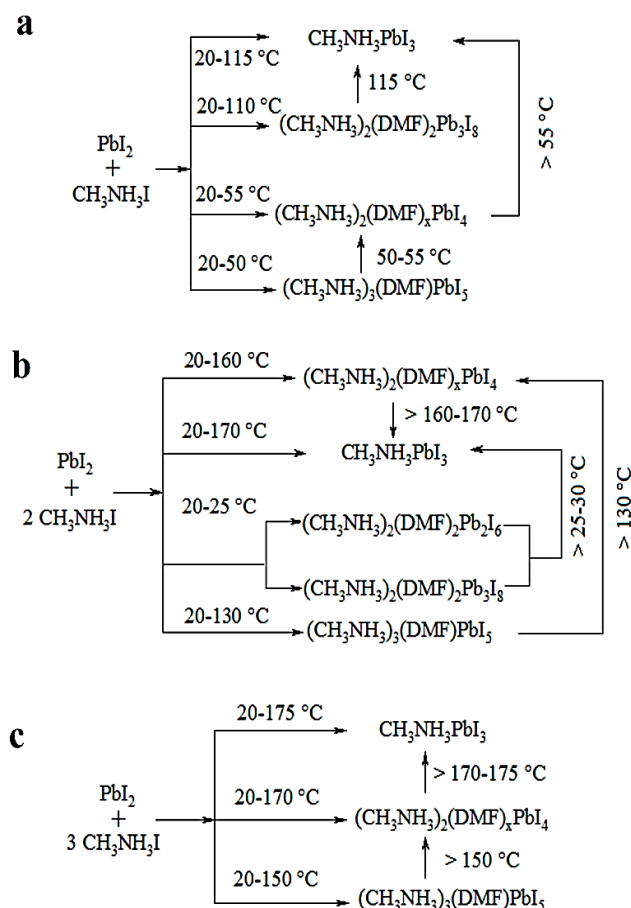 a
20-115 °C
CH₃NH₃PbI₃
115 °C
20-110 °C
(CH₃NH₃)₂(DMF)₂Pb₃I₈
> 55 °C
PbI₂
+
CH₃NH₃I
20-55 °C
(CH₃NH₃)₂(DMF)ₓPbI₄
20-50 °C
50-55 °C
(CH₃NH₃)₃(DMF)PbI₅
b
20-160 °C
(CH₃NH₃)₂(DMF)ₓPbI₄
> 160-170 °C
20-170 °C
CH₃NH₃PbI₃
PbI₂
+
2 CH₃NH₃I
20-25 °C
(CH₃NH₃)₂(DMF)₂Pb₂I₆
> 25-30 °C
> 130 °C
(CH₃NH₃)₂(DMF)₂Pb₃I₈
20-130 °C
(CH₃NH₃)₃(DMF)PbI₅
c
20-175 °C
CH₃NH₃PbI₃
> 170-175 °C
PbI₂
+
3 CH₃NH₃I
20-170 °C
(CH₃NH₃)₂(DMF)ₓPbI₄
> 150 °C
20-150 °C
(CH₃NH₃)₃(DMF)PbI₅